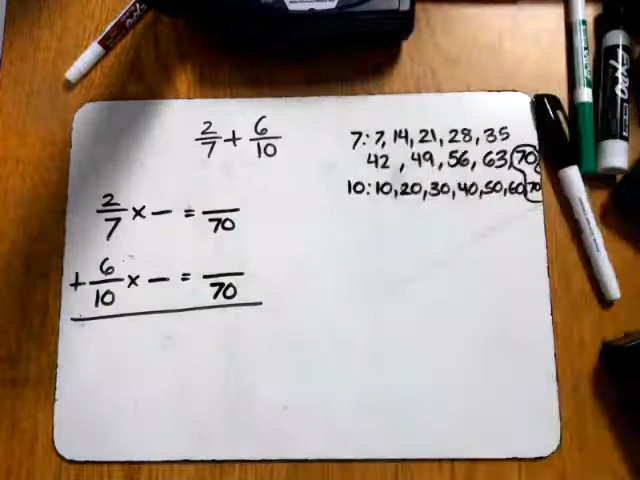 2/7 + 6/10
7: 7, 14, 21, 28, 35
42, 49, 56, 63, 70
10: 10, 20, 30, 40, 50, 60, 70
2/7 × — = —/70
+ 6/10 × — = —/70
EXPO